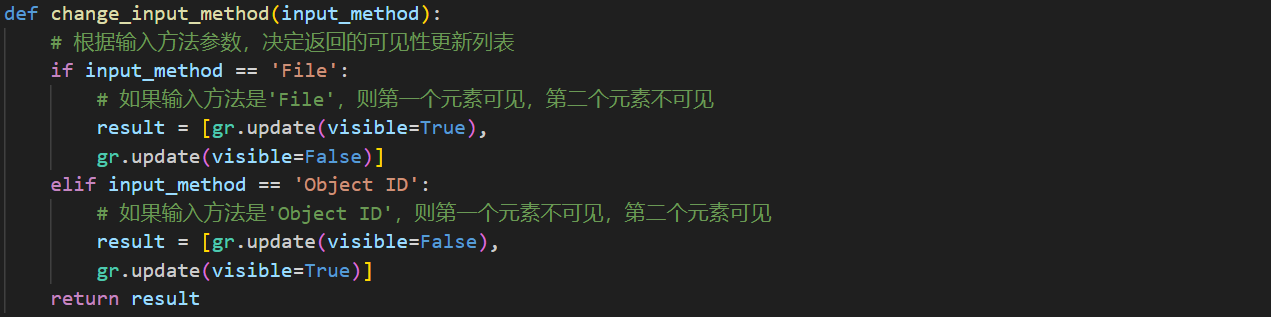 def change_input_method(input_method):
    # 根据输入方法参数，决定返回的可见性更新列表
    if input_method == 'File':
        # 如果输入方法是'File'，则第一个元素可见，第二个元素不可见
        result = [gr.update(visible=True),
        gr.update(visible=False)]
    elif input_method == 'Object ID':
        # 如果输入方法是'Object ID'，则第一个元素不可见，第二个元素可见
        result = [gr.update(visible=False),
        gr.update(visible=True)]
    return result